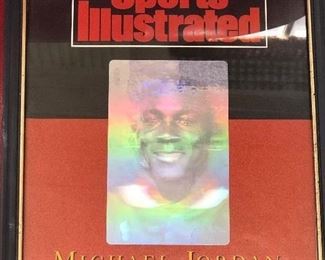 Sports
Illustrated
MICHAEL JORDAN